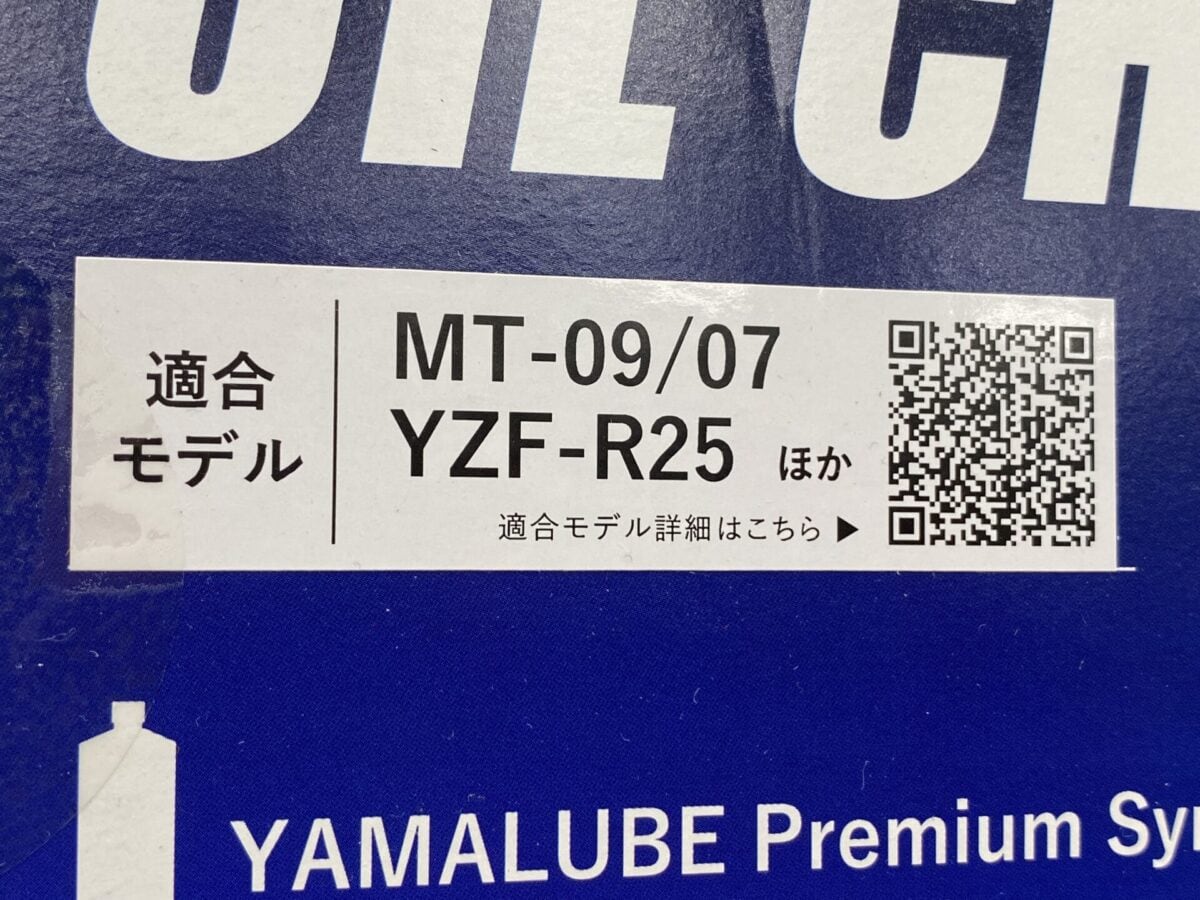 OIL
適合
モデル
MT-09/07
YZF-R25 ほか
適合モデル詳細はこちら ▶
YAMALUBE Premium